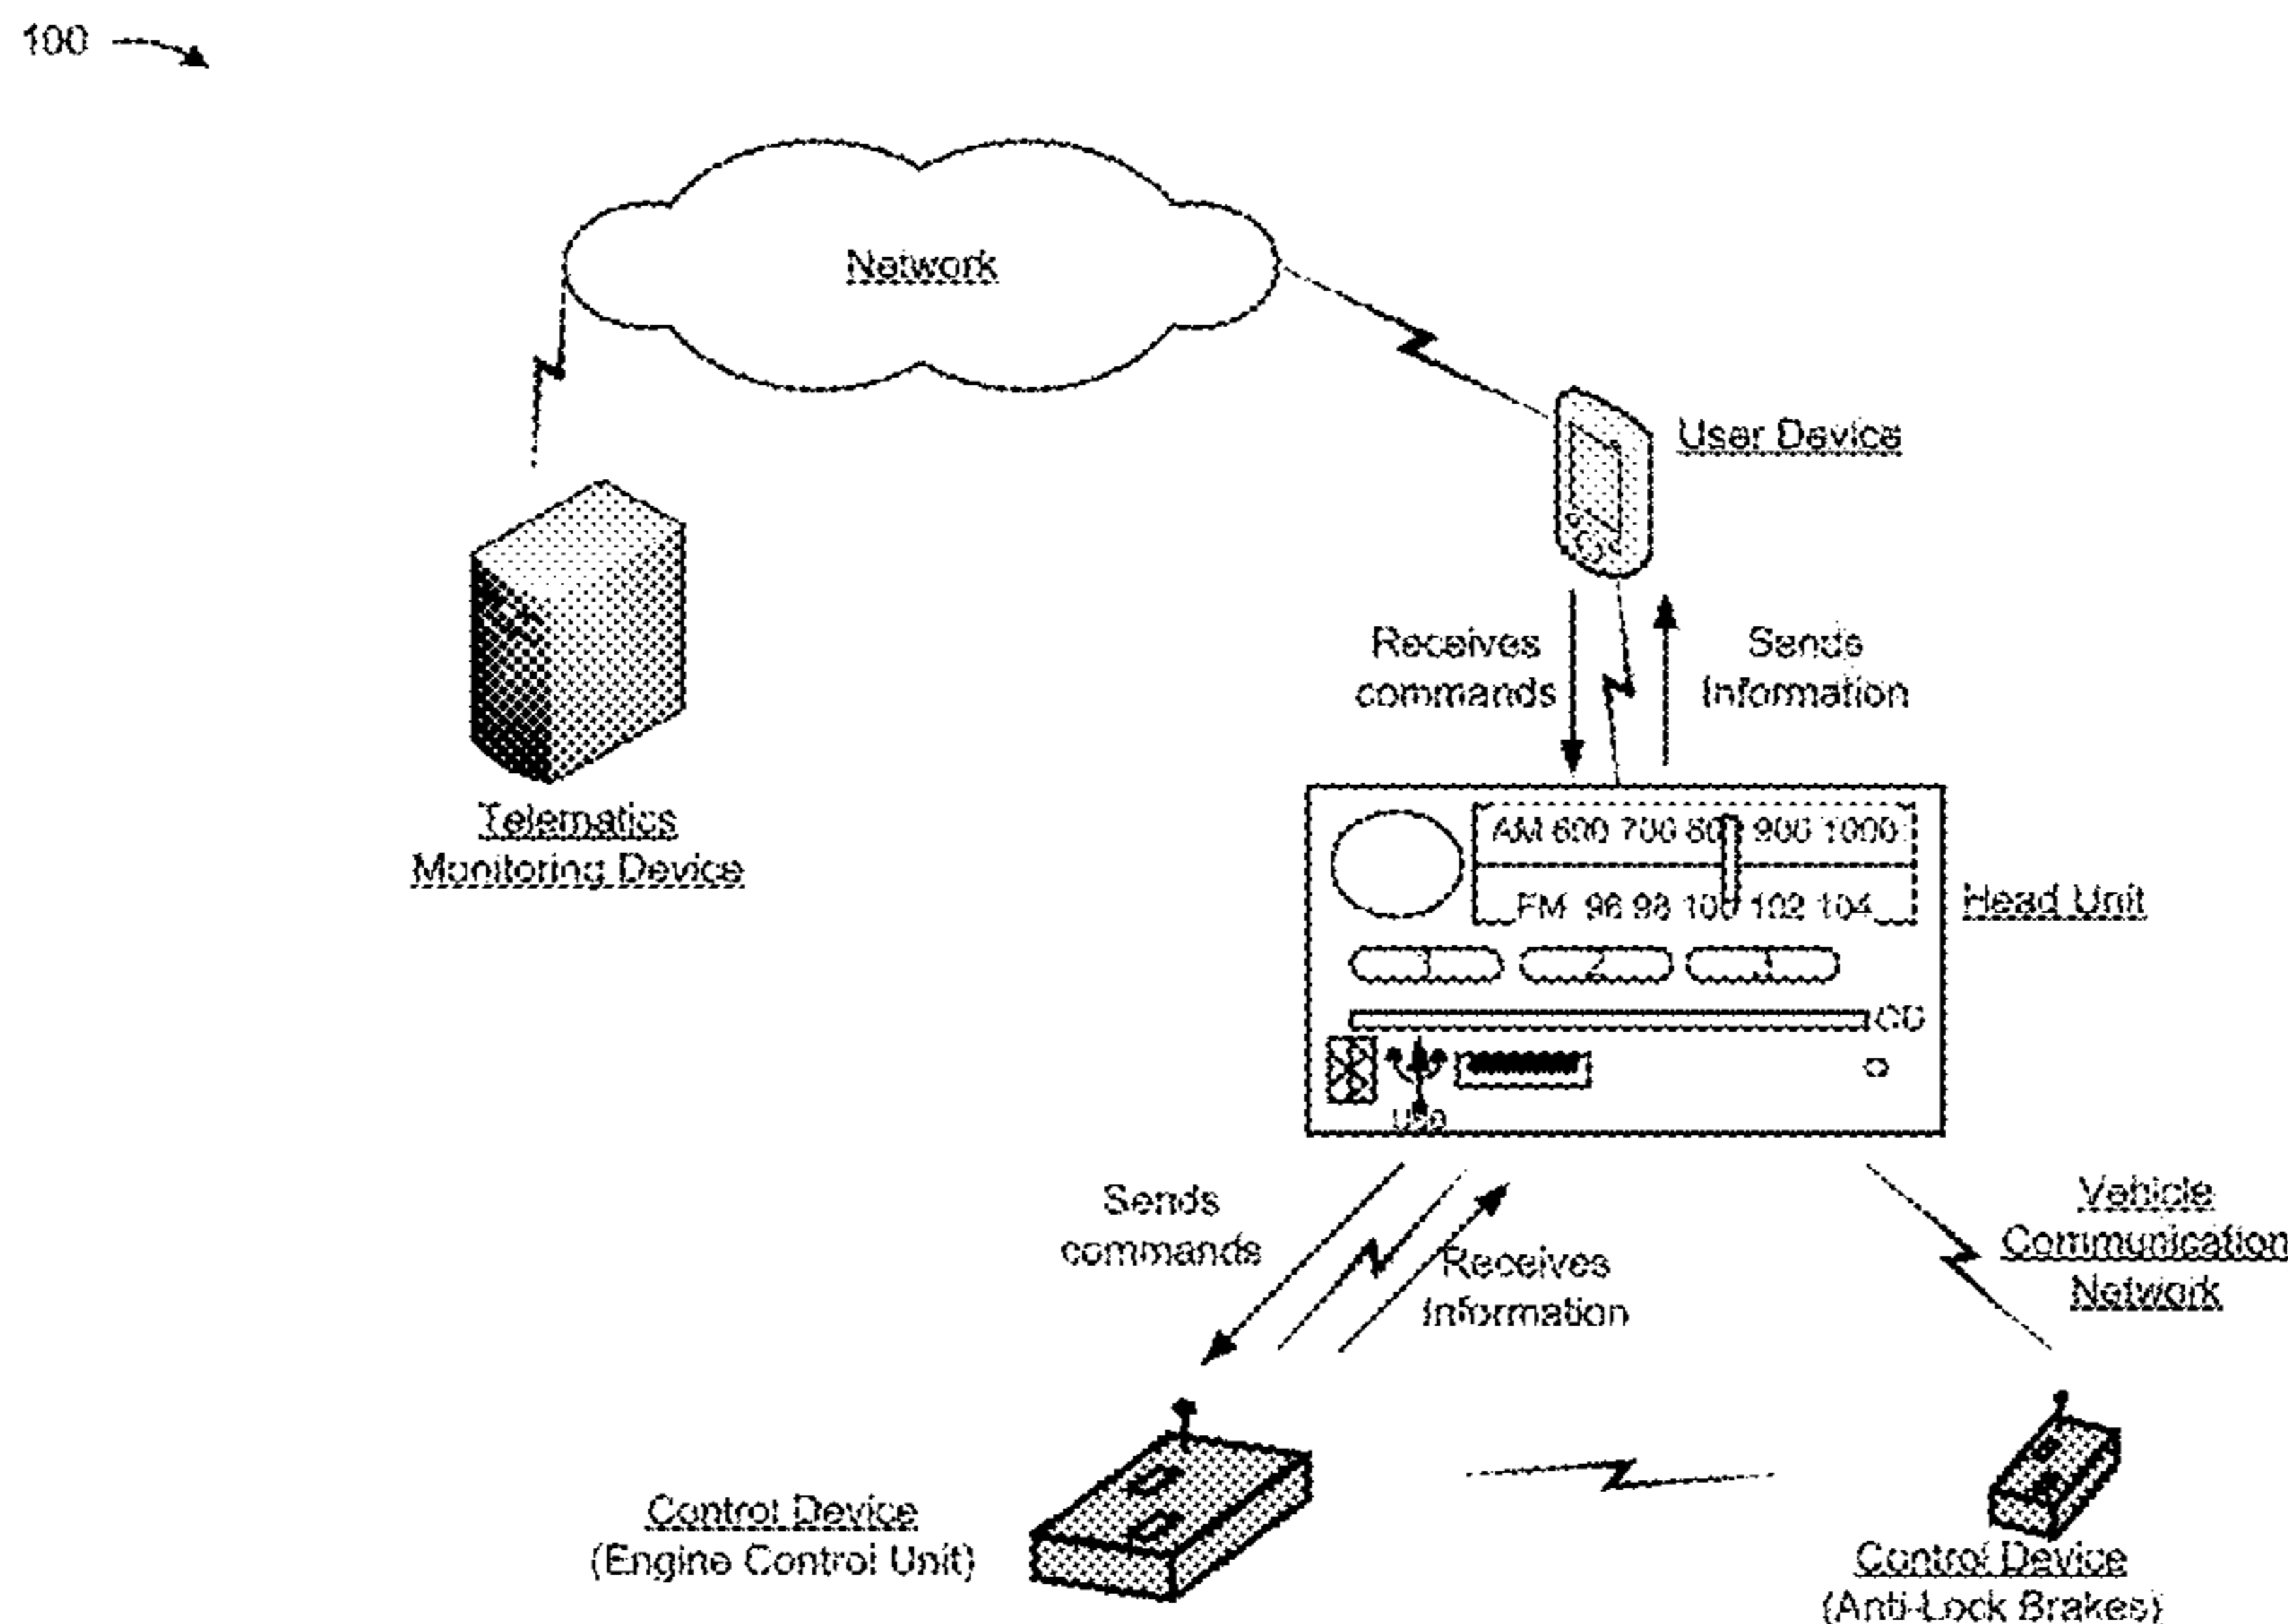 100
Network
User Device
Receives
commands
Sends
Information
Telematics
Monitoring Device
AM 600 700 800 900 1000
FM 96 98 100 102 104
Head Unit
1 2 3
CD
USB
Sends
commands
Receives
Information
Vehicle
Communication
Network
Control Device
(Engine Control Unit)
Control Device
(Anti-Lock Brakes)